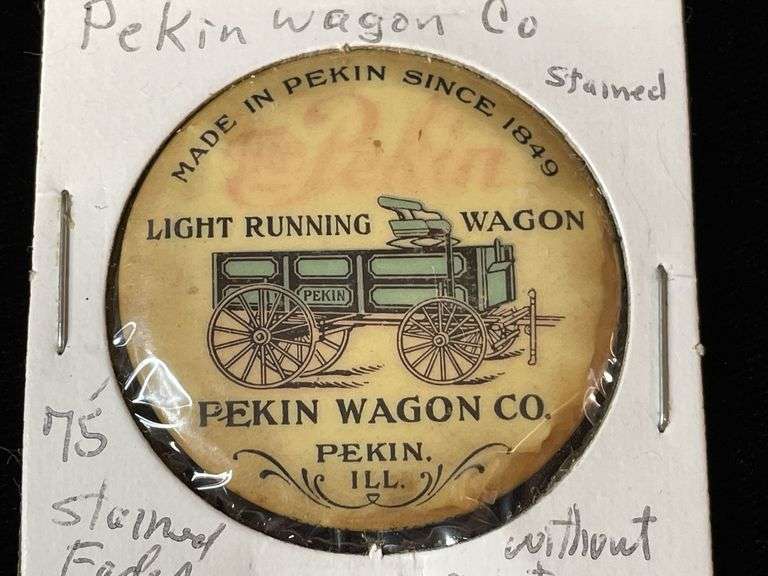 Pekin Wagon Co
stained
MADE IN PEKIN SINCE 1849
Pekin
LIGHT RUNNING WAGON
PEKIN
PEKIN WAGON CO.
PEKIN.
ILL.
75
stained
without